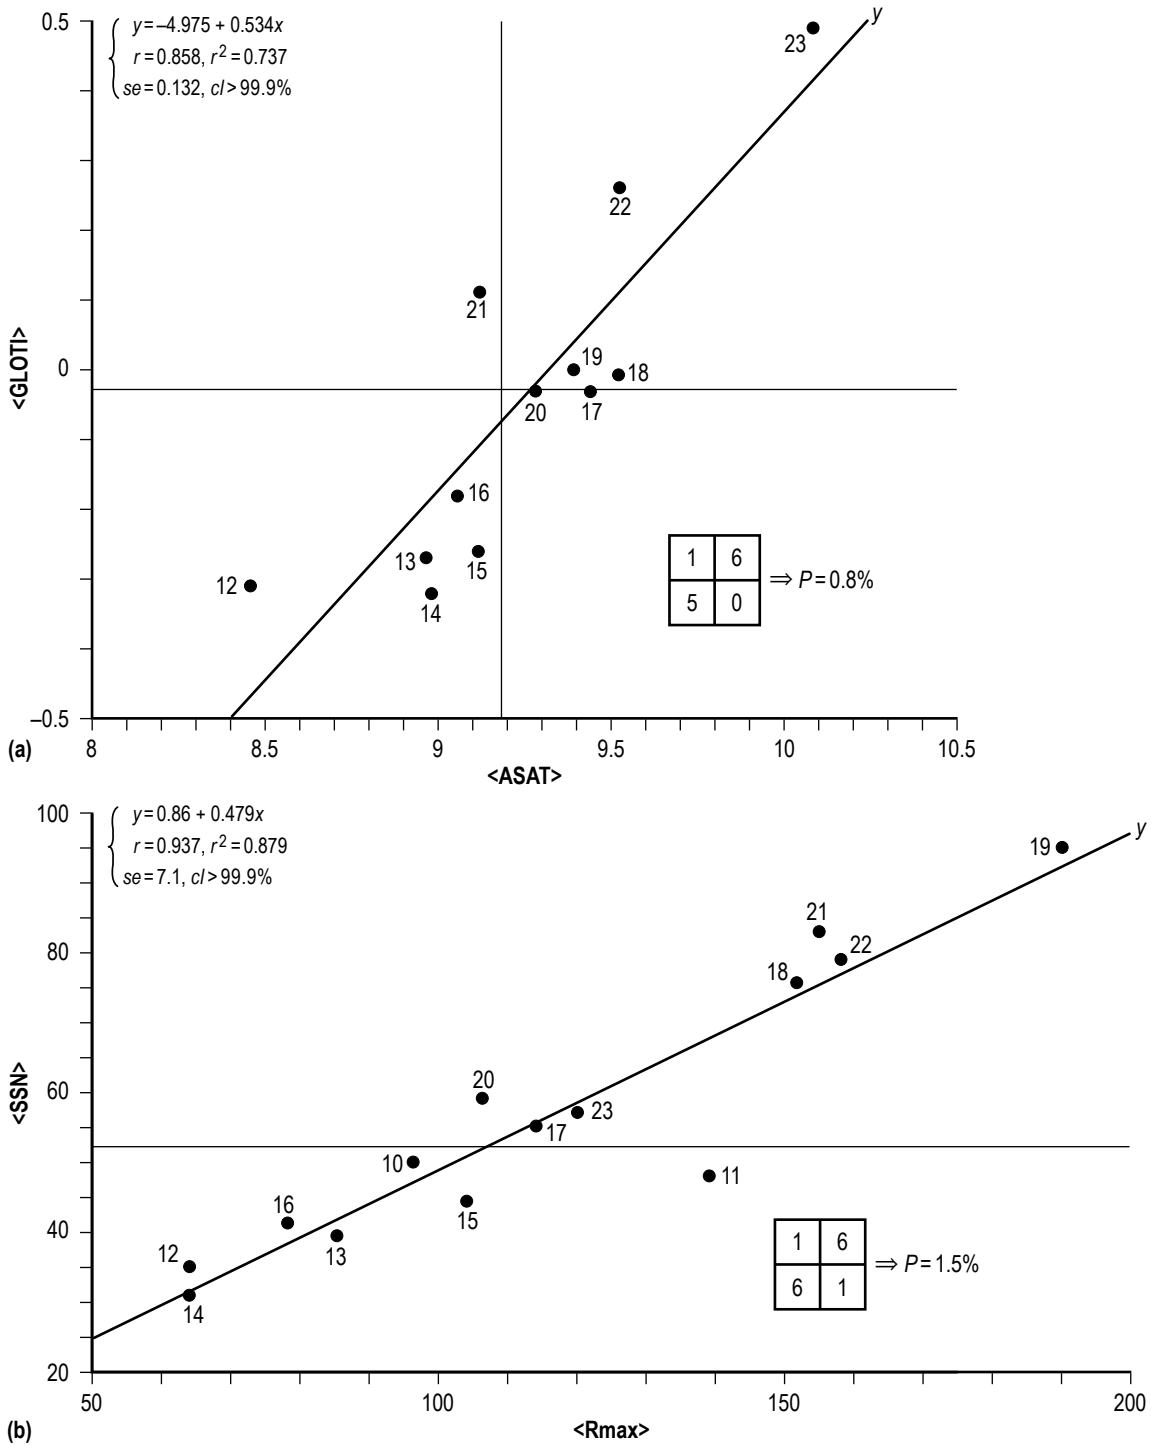 y = –4.975 + 0.534x
r = 0.858, r² = 0.737
se = 0.132, cl > 99.9%
y
0.5
23
22
21
<GLOTI>
0
19
18
20
17
16
13
15
12
14
1 6
5 0
⇒ P = 0.8%
–0.5
8 8.5 9 9.5 10 10.5
(a)
<ASAT>
y = 0.86 + 0.479x
r = 0.937, r² = 0.879
se = 7.1, cl > 99.9%
100
y
19
21
22
80
18
<SSN>
60
20
23
17
10
11
16
15
40
13
12
14
1 6
6 1
⇒ P = 1.5%
20
50 100 150 200
(b)
<Rmax>